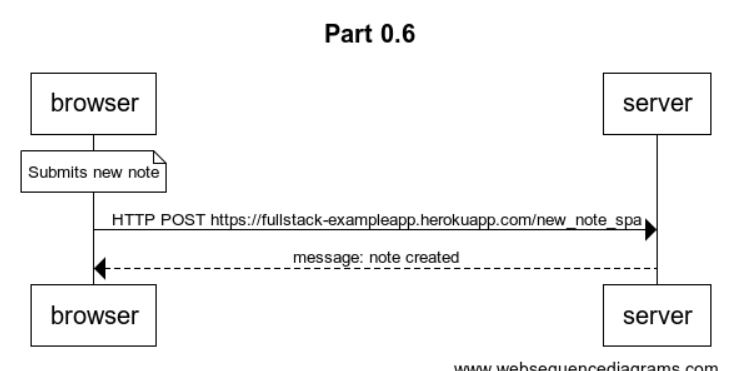 Part 0.6
browser
server
Submits new note
HTTP POST https://fullstack-exampleapp.herokuapp.com/new_note_spa
message: note created
browser
server
www.websequencediagrams.com